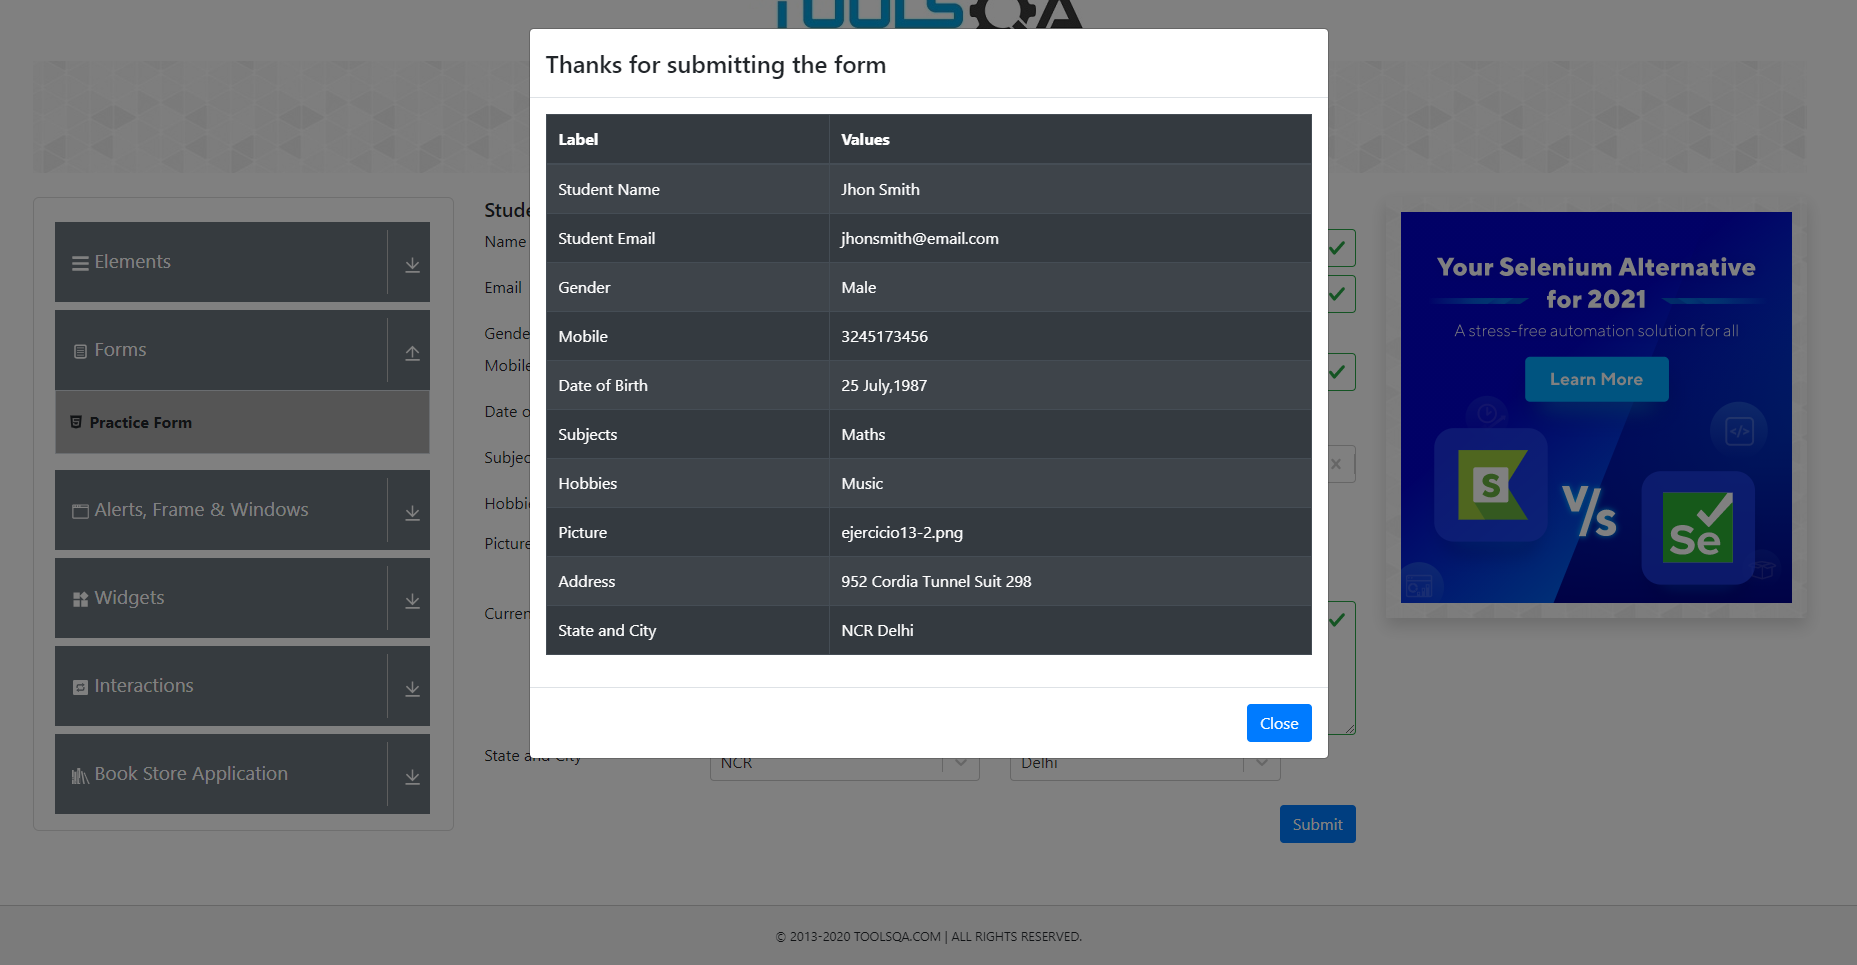 TOOLSQA
Thanks for submitting the form
Label Values
Student Name Jhon Smith
Student Email jhonsmith@email.com
Gender Male
Mobile 3245173456
Date of Birth 25 July,1987
Subjects Maths
Hobbies Music
Picture ejercicio13-2.png
Address 952 Cordia Tunnel Suit 298
State and City NCR Delhi
Close
Elements
Forms
Practice Form
Alerts, Frame & Windows
Widgets
Interactions
Book Store Application
Stude
Name
Email
Gende
Mobile
Date o
Subjec
Hobbi
Picture
Curren
State and City
NCR
Delhi
Submit
Your Selenium Alternative
for 2021
A stress-free automation solution for all
Learn More
S
V/s
Se
© 2013-2020 TOOLSQA.COM | ALL RIGHTS RESERVED.